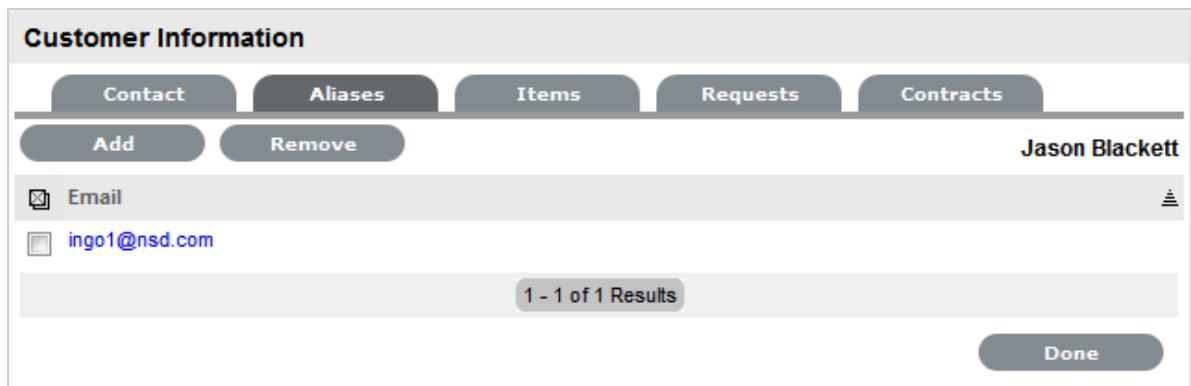 Customer Information
Contact Aliases Items Requests Contracts
Add Remove Jason Blackett
Email
ingo1@nsd.com
1 - 1 of 1 Results
Done